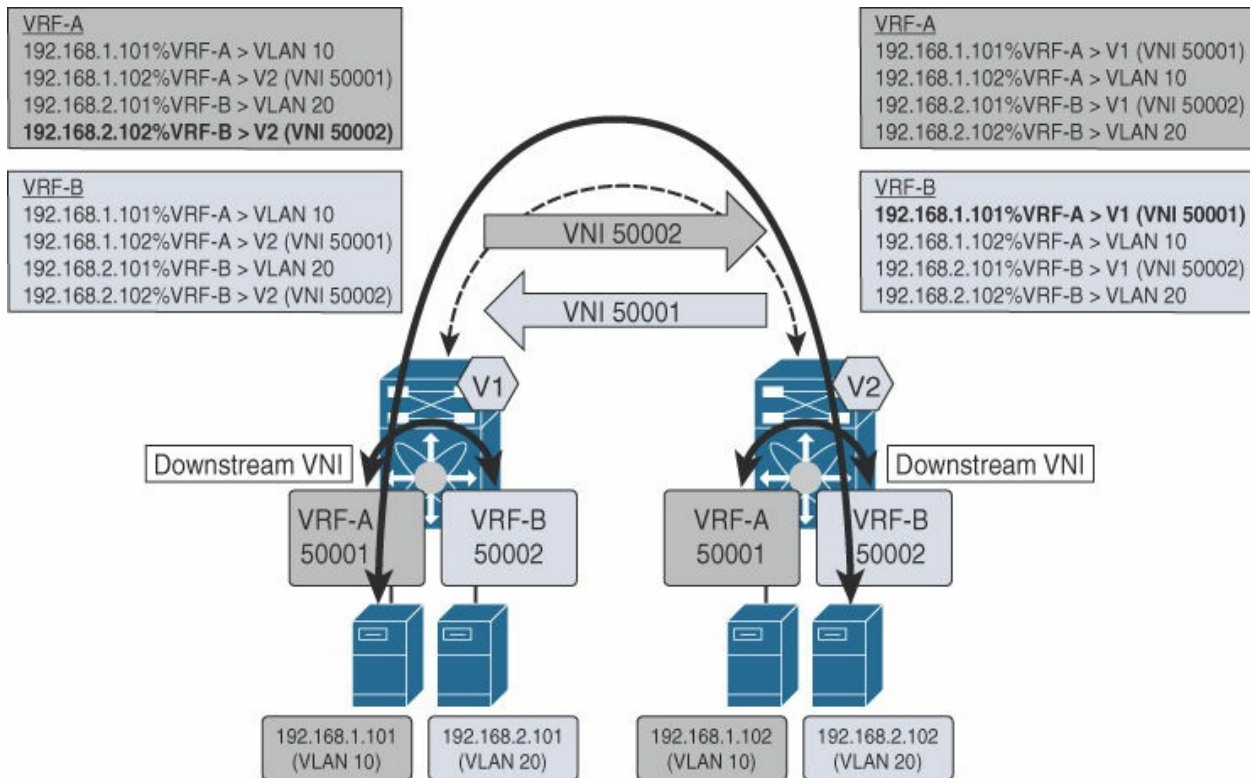 VRF-A
192.168.1.101%VRF-A > VLAN 10
192.168.1.102%VRF-A > V2 (VNI 50001)
192.168.2.101%VRF-B > VLAN 20
192.168.2.102%VRF-B > V2 (VNI 50002)
VRF-B
192.168.1.101%VRF-A > VLAN 10
192.168.1.102%VRF-A > V2 (VNI 50001)
192.168.2.101%VRF-B > VLAN 20
192.168.2.102%VRF-B > V2 (VNI 50002)
VRF-A
192.168.1.101%VRF-A > V1 (VNI 50001)
192.168.1.102%VRF-A > VLAN 10
192.168.2.101%VRF-B > V1 (VNI 50002)
192.168.2.102%VRF-B > VLAN 20
VRF-B
192.168.1.101%VRF-A > V1 (VNI 50001)
192.168.1.102%VRF-A > VLAN 10
192.168.2.101%VRF-B > V1 (VNI 50002)
192.168.2.102%VRF-B > VLAN 20
VNI 50002
VNI 50001
V1
V2
Downstream VNI
Downstream VNI
VRF-A
50001
VRF-B
50002
VRF-A
50001
VRF-B
50002
192.168.1.101
(VLAN 10)
192.168.2.101
(VLAN 20)
192.168.1.102
(VLAN 10)
192.168.2.102
(VLAN 20)